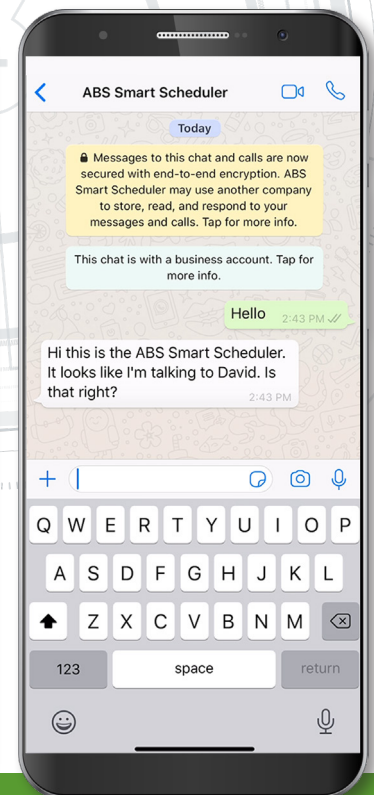 ABS Smart Scheduler
Today
Messages to this chat and calls are now
secured with end-to-end encryption. ABS
Smart Scheduler may use another company
to store, read, and respond to your
messages and calls. Tap for more info.
This chat is with a business account. Tap for
more info.
Hello 2:43 PM
Hi this is the ABS Smart Scheduler.
It looks like I'm talking to David. Is
that right?
2:43 PM
Q W E R T Y U I O P
A S D F G H J K L
Z X C V B N M
123 space return